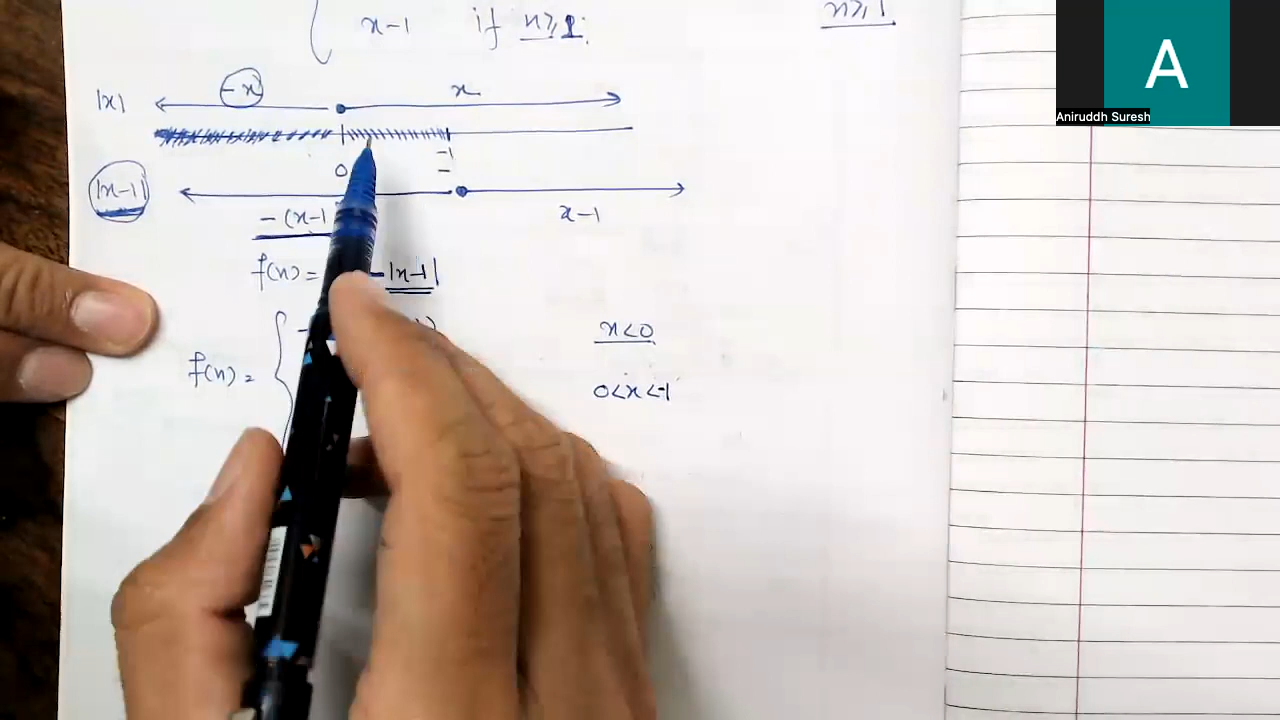 x-1 if x≥1
x≥1
|x| -x x
0 1
|x-1|
-(x-1 x-1
f(x) = -|x-1|
x<0
f(x) =
0<x<1
A
Aniruddh Suresh